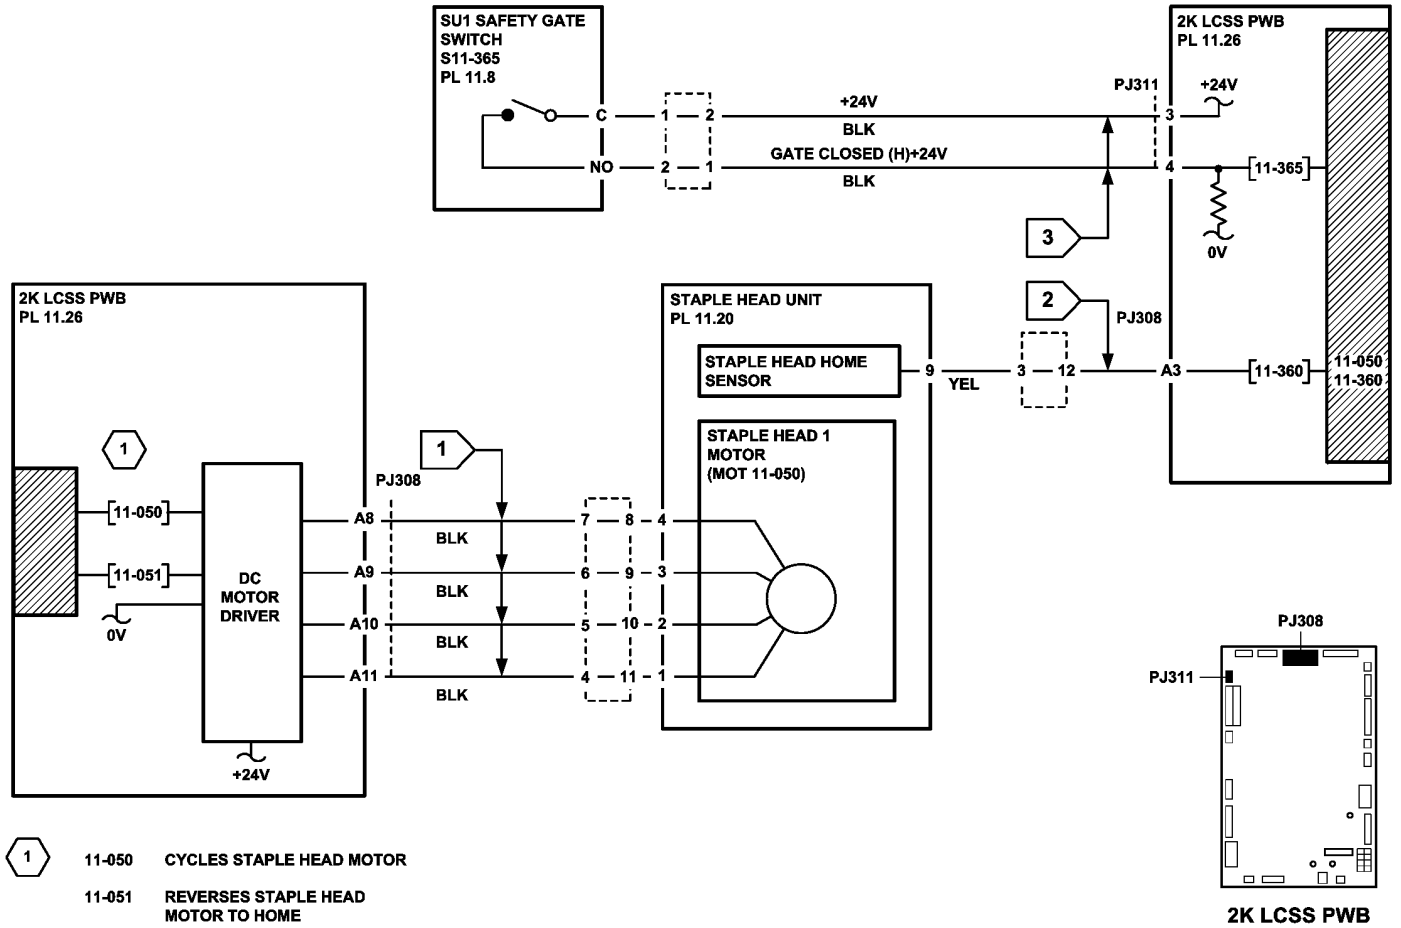 SU1 SAFETY GATE
SWITCH
S11-365
PL 11.8
C
NO
1
2
2
1
+24V
BLK
GATE CLOSED (H)+24V
BLK
PJ311
3
4
2K LCSS PWB
PL 11.26
+24V
11-365
0V
3
2
PJ308
A3
11-360
11-050
11-360
2K LCSS PWB
PL 11.26
1
11-050
11-051
0V
DC
MOTOR
DRIVER
+24V
PJ308
A8
A9
A10
A11
1
BLK
BLK
BLK
BLK
7
8
4
6
9
3
5
10
2
4
11
1
STAPLE HEAD UNIT
PL 11.20
STAPLE HEAD HOME
SENSOR
9
YEL
3
12
STAPLE HEAD 1
MOTOR
(MOT 11-050)
1
11-050
CYCLES STAPLE HEAD MOTOR
11-051
REVERSES STAPLE HEAD
MOTOR TO HOME
PJ308
PJ311
2K LCSS PWB